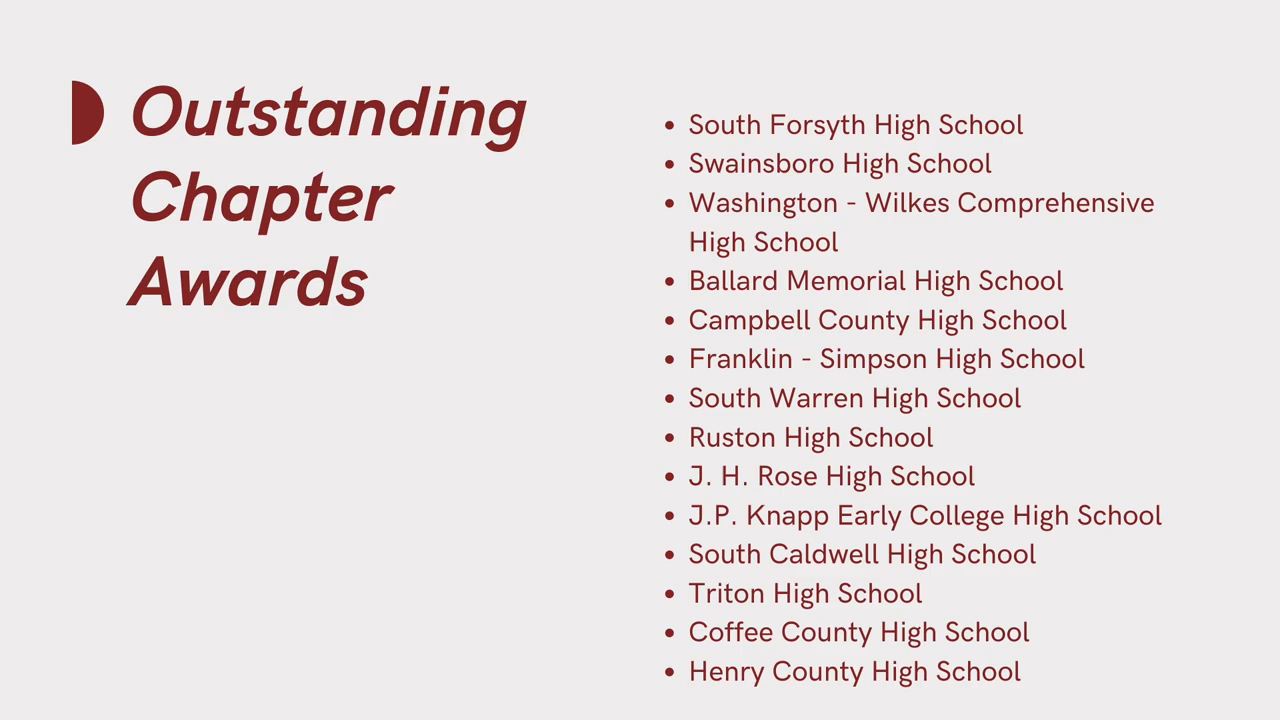 Outstanding
Chapter
Awards
• South Forsyth High School
• Swainsboro High School
• Washington - Wilkes Comprehensive
High School
• Ballard Memorial High School
• Campbell County High School
• Franklin - Simpson High School
• South Warren High School
• Ruston High School
• J. H. Rose High School
• J.P. Knapp Early College High School
• South Caldwell High School
• Triton High School
• Coffee County High School
• Henry County High School